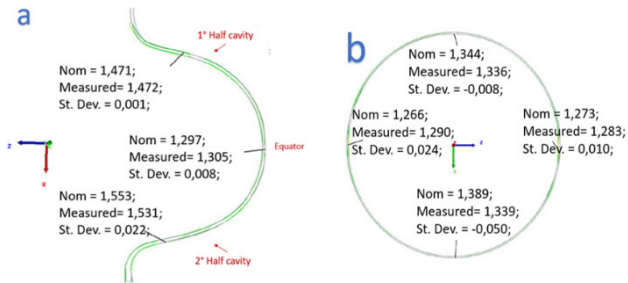 a
1° Half cavity
Nom = 1,471;
Measured= 1,472;
St. Dev. = 0,001;
z
x
Nom = 1,297;
Measured= 1,305;
St. Dev. = 0,008;
Equator
Nom = 1,553;
Measured= 1,531;
St. Dev. = 0,022;
2° Half cavity
b
Nom = 1,344;
Measured= 1,336;
St. Dev. = -0,008;
Nom = 1,266;
Measured= 1,290;
St. Dev. = 0,024;
Nom = 1,273;
Measured= 1,283;
St. Dev. = 0,010;
Nom = 1,389;
Measured= 1,339;
St. Dev. = -0,050;